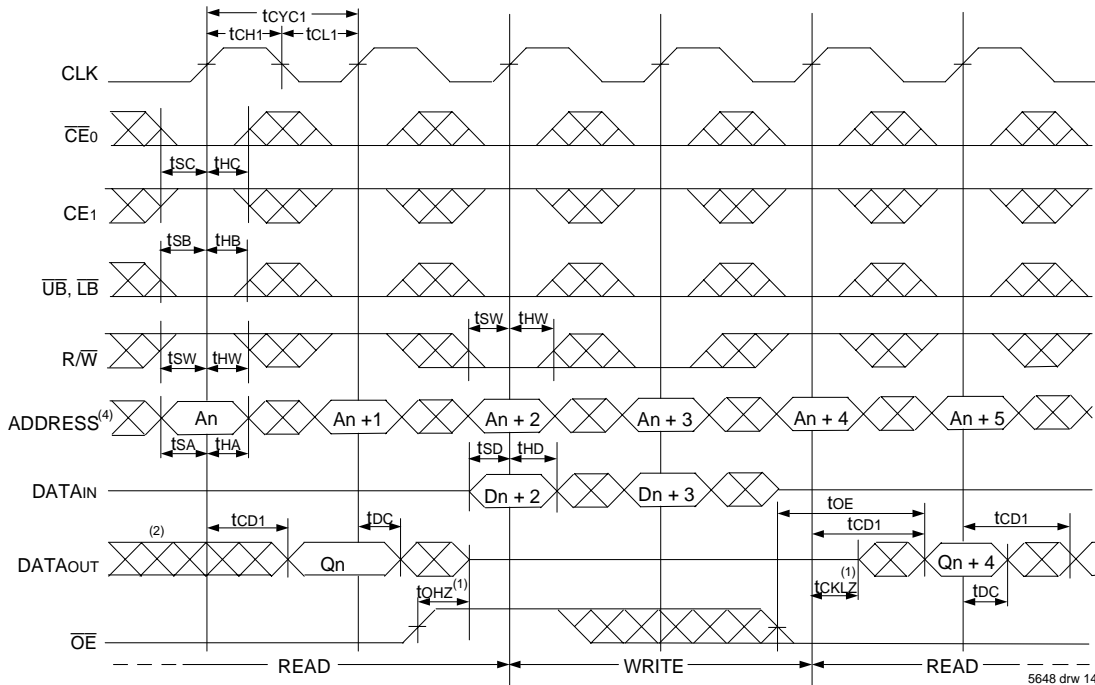 tCYC1
tCH1 tCL1
CLK
CE0
tSC tHC
CE1
tSB tHB
UB, LB
tSW tHW
R/W
tSW tHW
ADDRESS(4) An An + 1 An + 2 An + 3 An + 4 An + 5
tSA tHA tSD tHD
DATAIN Dn + 2 Dn + 3
tOE
(2) tCD1 tDC tCD1 tCD1
DATAOUT Qn Qn + 4
tOHZ(1) tCKLZ(1) tDC
OE
READ WRITE READ
5648 drw 14